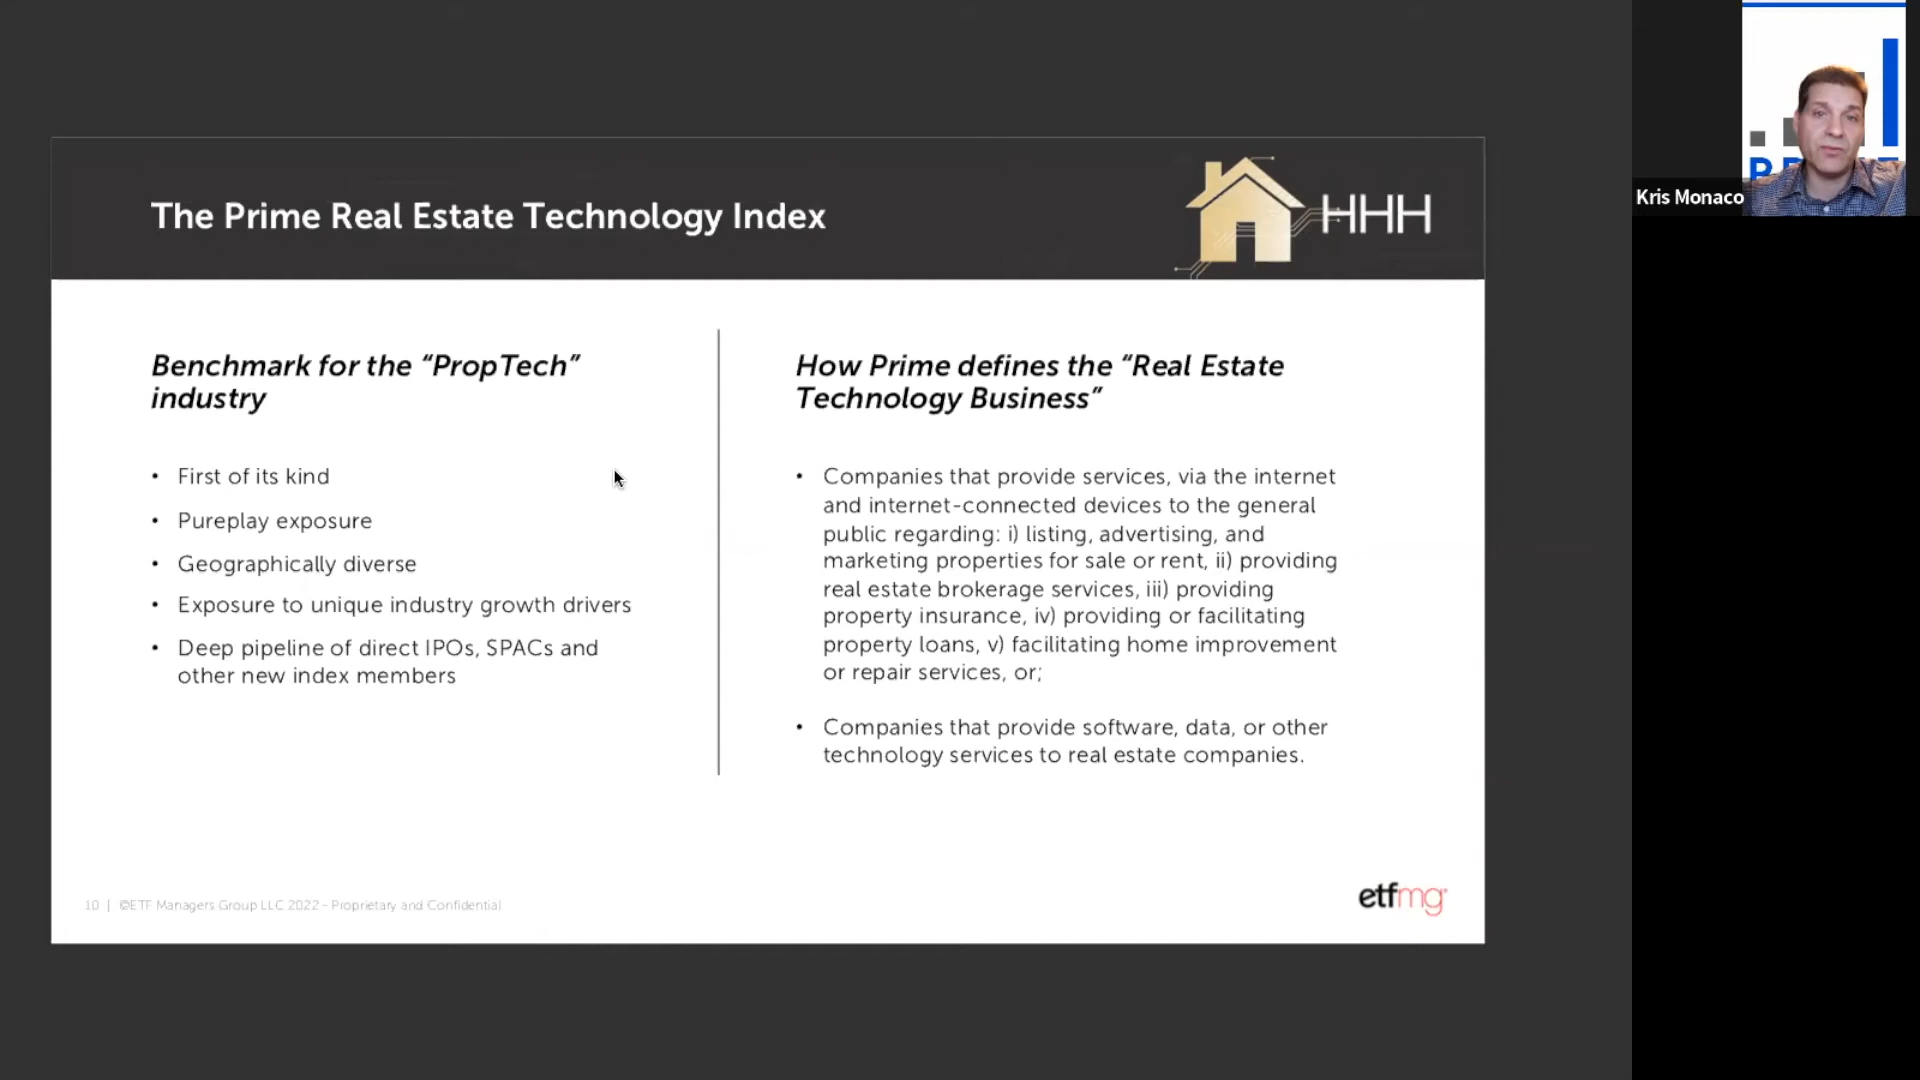 The Prime Real Estate Technology Index
HHH
Benchmark for the “PropTech”
industry
• First of its kind
• Pureplay exposure
• Geographically diverse
• Exposure to unique industry growth drivers
• Deep pipeline of direct IPOs, SPACs and
other new index members
How Prime defines the “Real Estate
Technology Business”
• Companies that provide services, via the internet
and internet-connected devices to the general
public regarding: i) listing, advertising, and
marketing properties for sale or rent, ii) providing
real estate brokerage services, iii) providing
property insurance, iv) providing or facilitating
property loans, v) facilitating home improvement
or repair services, or;
• Companies that provide software, data, or other
technology services to real estate companies.
10 | ©ETF Managers Group LLC 2022 – Proprietary and Confidential
etfmg
Kris Monaco